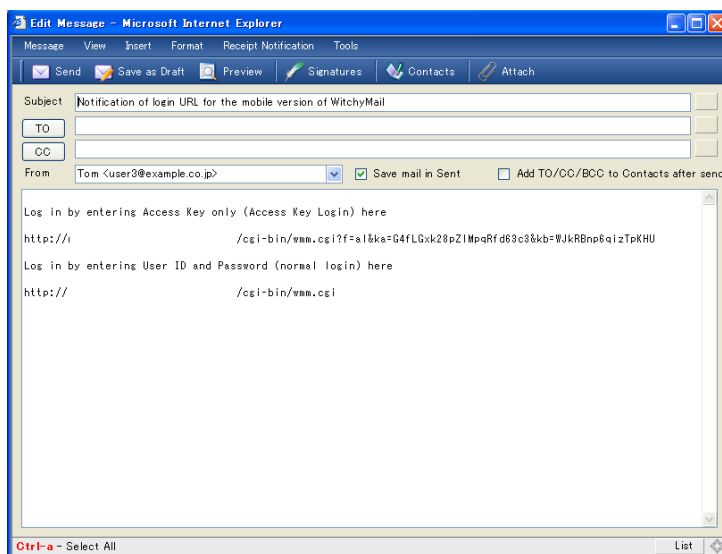 Edit Message - Microsoft Internet Explorer
Message View Insert Format Receipt Notification Tools
Send Save as Draft Preview Signatures Contacts Attach
Subject Notification of login URL for the mobile version of WitchyMail
TO
CC
From Tom <user3@example.co.jp> Save mail in Sent Add TO/CC/BCC to Contacts after send
Log in by entering Access Key only (Access Key Login) here
http:// /cgi-bin/wmm.cgi?f=al&ka=G4fLGxk28pZIMpqRfd63c3&kb=WJkRBnp6qizTpKHU
Log in by entering User ID and Password (normal login) here
http:// /cgi-bin/wmm.cgi
Ctrl-a - Select All List